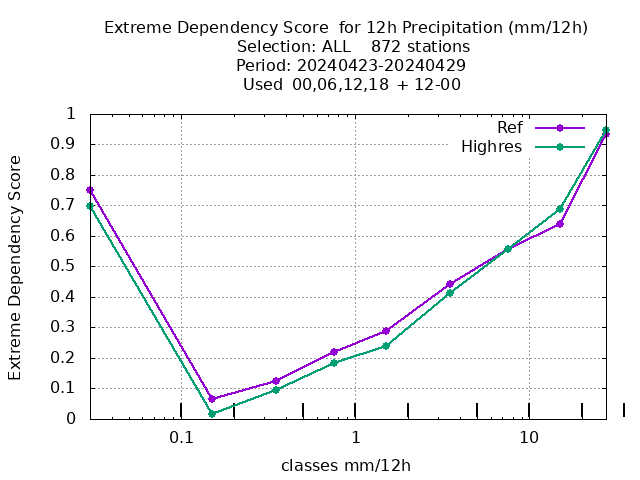 Extreme Dependency Score  for 12h Precipitation (mm/12h)
Selection: ALL    872 stations
Period: 20240423-20240429
Used  00,06,12,18  + 12-00
Ref
Highres
Extreme Dependency Score
1
0.9
0.8
0.7
0.6
0.5
0.4
0.3
0.2
0.1
0
0.1
1
10
classes mm/12h